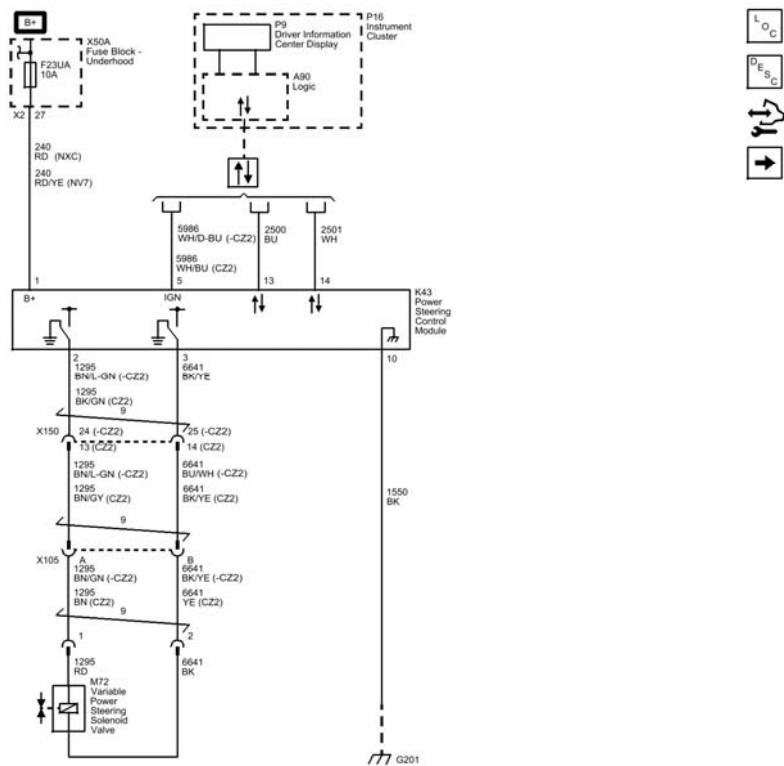 B+
X50A
Fuse Block -
Underhood
F23UA
10A
X2 27
240
RD (NXC)
240
RD/YE (NV7)
P16
Instrument
Cluster
P9
Driver Information
Center Display
A90
Logic
LOC
DESC
5986
WH/D-BU (-CZ2)
5986
WH/BU (CZ2)
2500
BU
2501
WH
1 5 13 14
B+ IGN
K43
Power
Steering
Control
Module
2 3 10
1295
BN/L-GN (-CZ2)
6641
BK/YE
1295
BK/GN (CZ2)
9
X150 24 (-CZ2) 25 (-CZ2)
13 (CZ2) 14 (CZ2)
1295
BN/L-GN (-CZ2)
6641
BU/WH (-CZ2)
1295
BN/GY (CZ2)
6641
BK/YE (CZ2)
1550
BK
9
X105 A B
1295
BN/GN (-CZ2)
6641
BK/YE (-CZ2)
1295
BN (CZ2)
6641
YE (CZ2)
9
1 2
1295
RD
6641
BK
M72
Variable
Power
Steering
Solenoid
Valve
G201